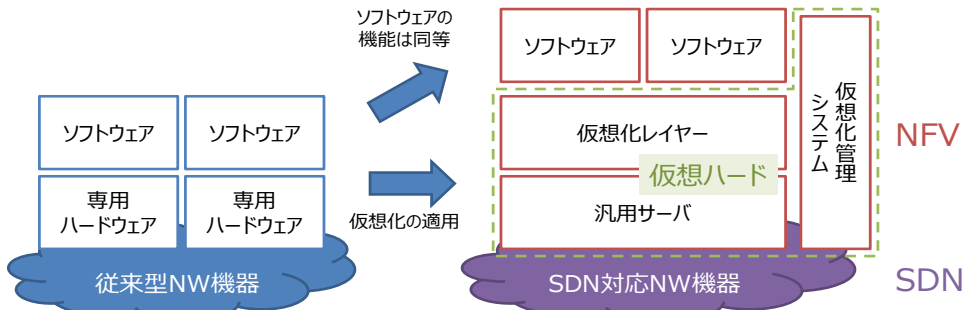 ソフトウェアの
機能は同等
ソフトウェア
ソフトウェア
仮想化管理
システム
ソフトウェア
ソフトウェア
仮想化レイヤー
NFV
仮想ハード
専用
ハードウェア
専用
ハードウェア
仮想化の適用
汎用サーバ
従来型NW機器
SDN対応NW機器
SDN